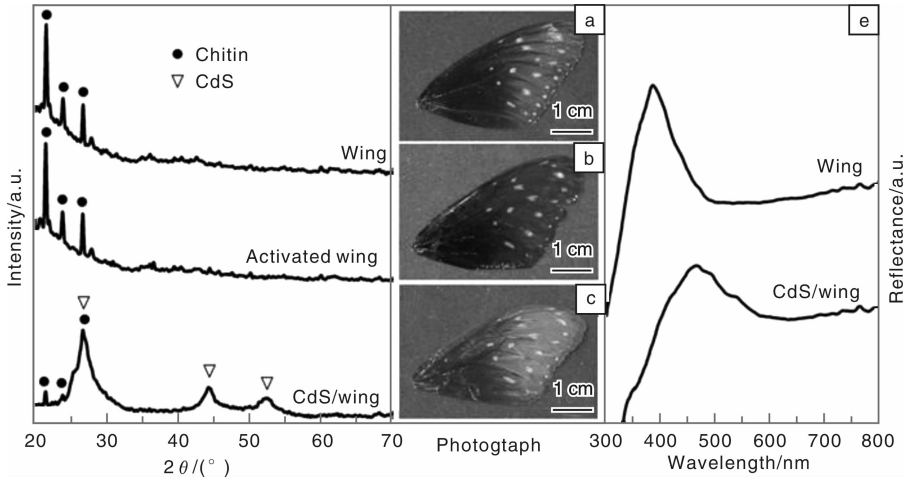 ● Chitin
▽ CdS
Wing
Activated wing
CdS/wing
Intensity/a.u.
20 30 40 50 60 70
2θ/(°)
a
1 cm
b
1 cm
c
1 cm
Photogtaph
e
Wing
CdS/wing
Reflectance/a.u.
300 400 500 600 700 800
Wavelength/nm